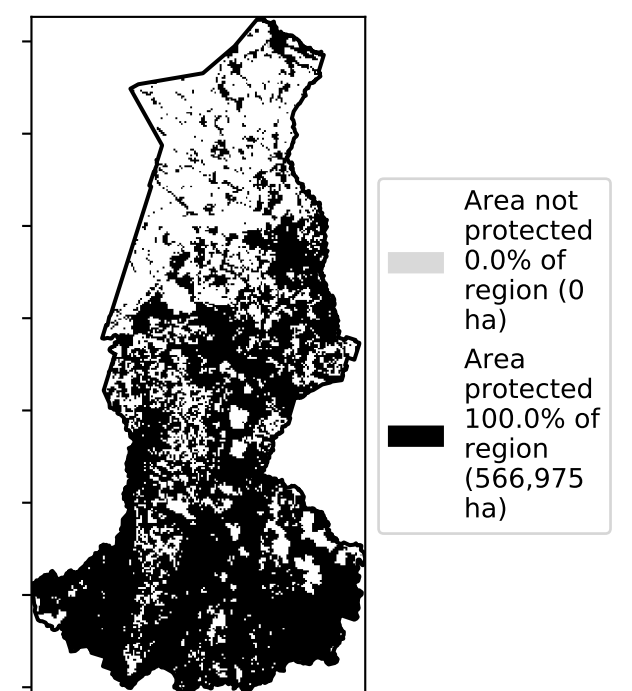 Area not
protected
0.0% of
region (0
ha)
Area
protected
100.0% of
region
(566,975
ha)